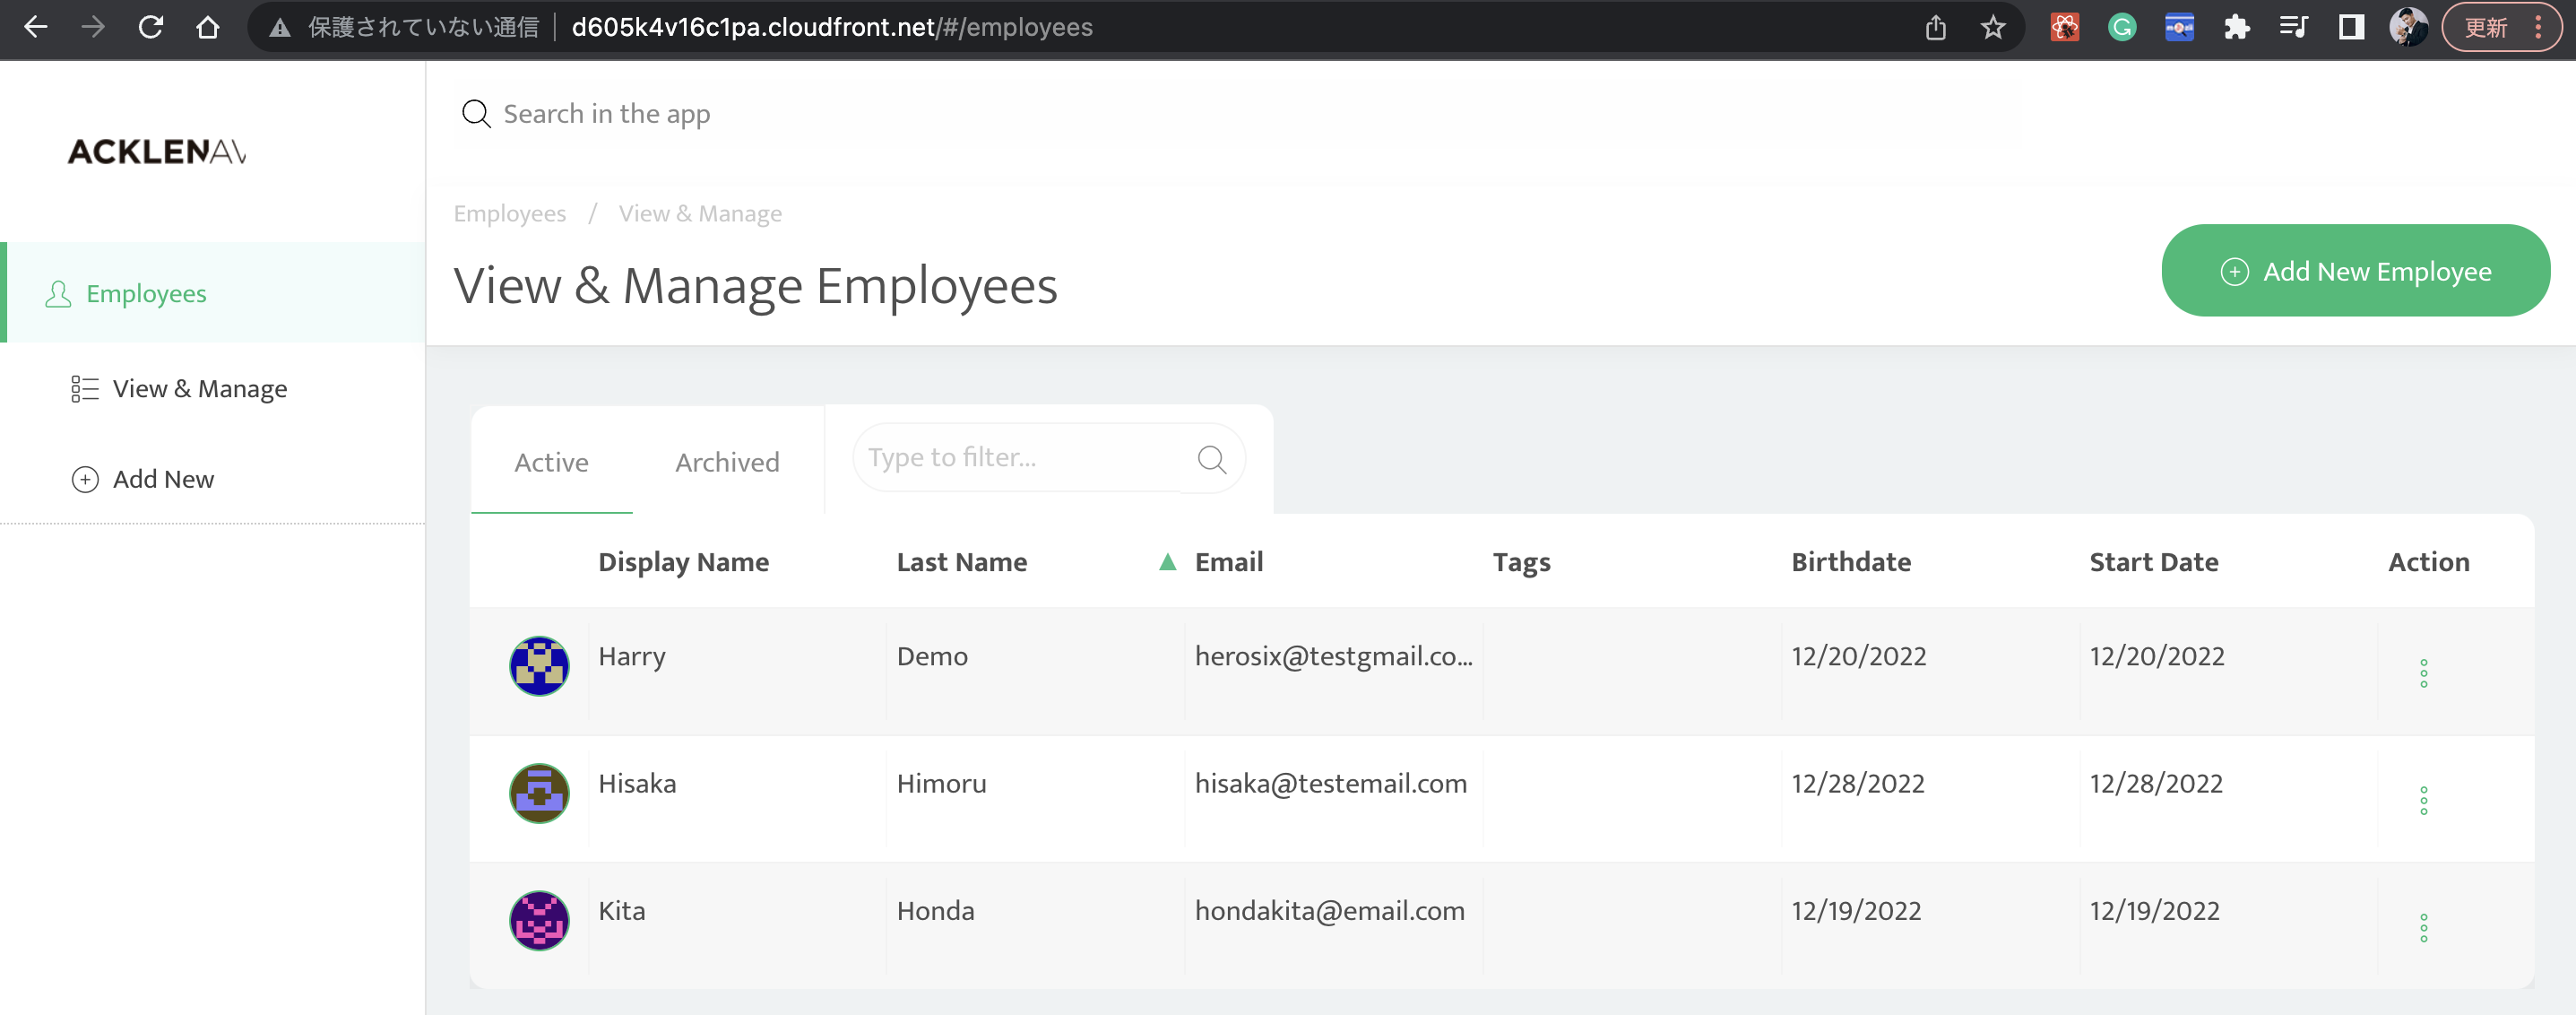 保護されていない通信 d605k4v16c1pa.cloudfront.net/#/employees 更新
Search in the app
ACKLENAV
Employees / View & Manage
View & Manage Employees
Add New Employee
Employees
View & Manage
Add New
Active Archived Type to filter...
Display Name Last Name Email Tags Birthdate Start Date Action
Harry Demo herosix@testgmail.co... 12/20/2022 12/20/2022
Hisaka Himoru hisaka@testemail.com 12/28/2022 12/28/2022
Kita Honda hondakita@email.com 12/19/2022 12/19/2022